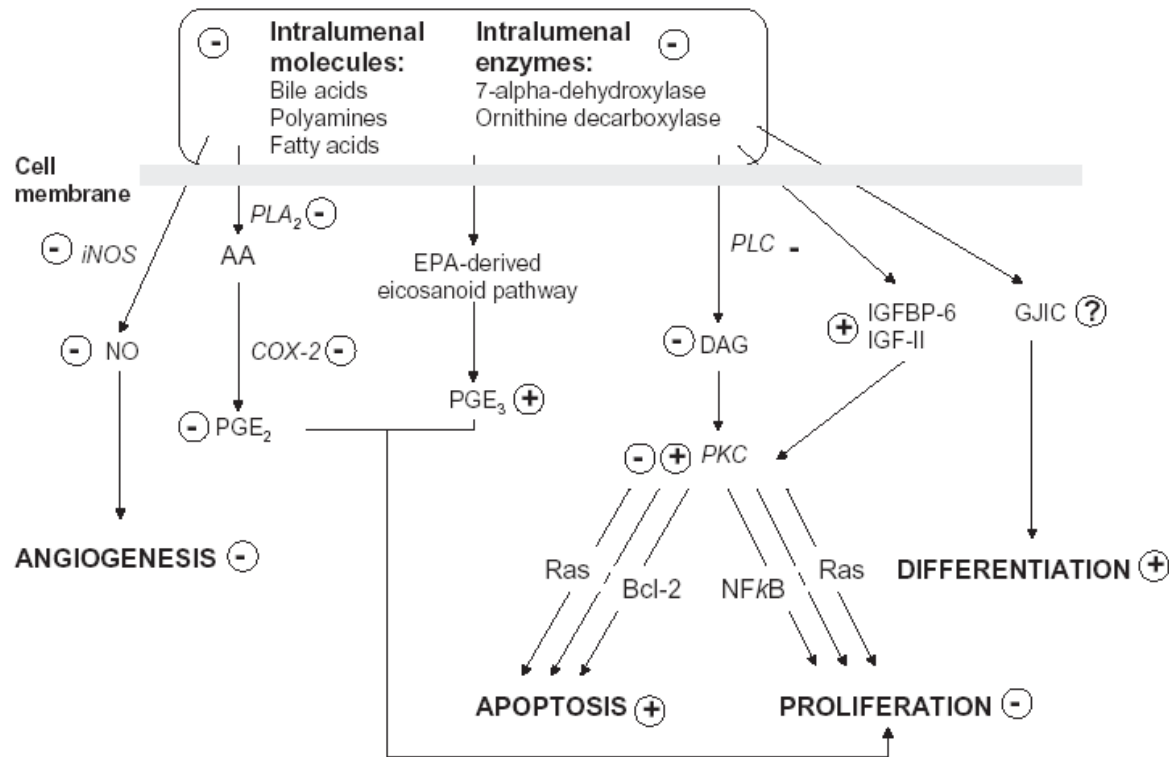 - Intralumenal molecules:
Bile acids
Polyamines
Fatty acids
Intralumenal enzymes: -
7-alpha-dehydroxylase
Ornithine decarboxylase
Cell
membrane
PLA2 -
- iNOS
AA
PLC -
EPA-derived
eicosanoid pathway
IGFBP-6
+ IGF-II
GJIC ?
- NO
COX-2 -
- DAG
PGE3 +
- PGE2
- + PKC
ANGIOGENESIS -
Ras
Bcl-2
NFkB
Ras
DIFFERENTIATION +
APOPTOSIS +
PROLIFERATION -